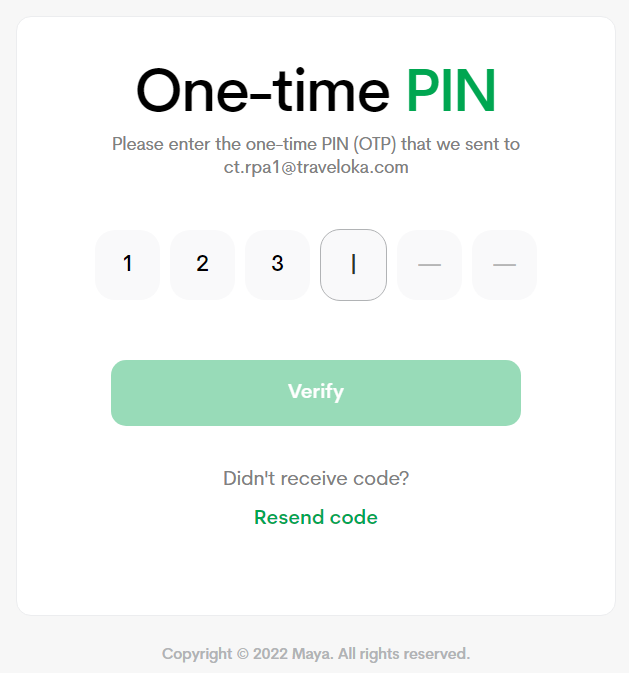 One-time PIN
Please enter the one-time PIN (OTP) that we sent to
ct.rpa1@traveloka.com
1 2 3 | — —
Verify
Didn't receive code?
Resend code
Copyright © 2022 Maya. All rights reserved.